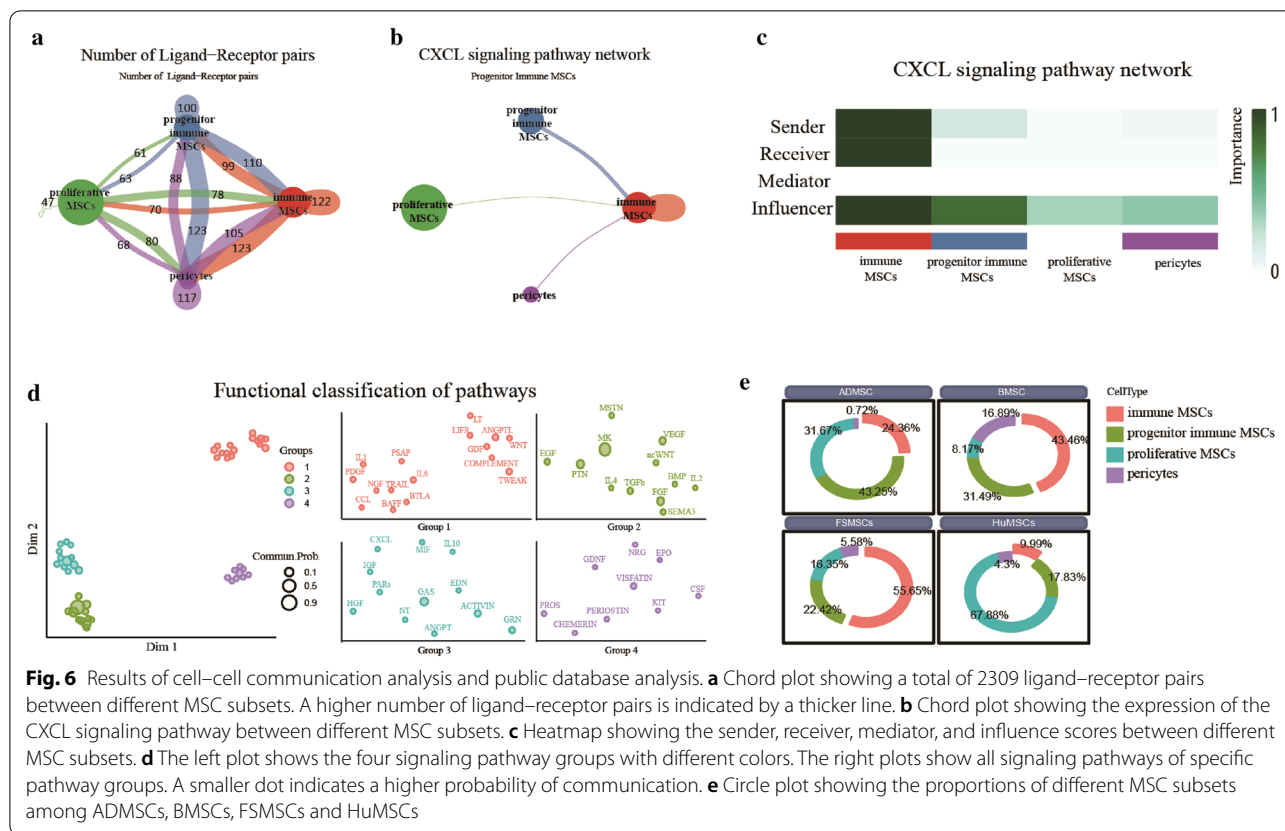 a
Number of Ligand–Receptor pairs
Number of Ligand–Receptor pairs
100
progenitor
immune
MSCs
61
63
88
110
99
proliferative
MSCs
47
78
70
immune
MSCs
122
123
105
123
80
68
pericytes
117
b
CXCL signaling pathway network
Progenitor Immune MSCs
progenitor
immune
MSCs
proliferative
MSCs
immune
MSCs
pericytes
c
CXCL signaling pathway network
Sender
Receiver
Mediator
Influencer
immune
MSCs
progenitor immune
MSCs
proliferative
MSCs
pericytes
Importance
1
0
d
Functional classification of pathways
Dim 2
Dim 1
Groups
1
2
3
4
Commun.Prob.
0.1
0.5
0.9
LT
LIFR
ANGPTL
WNT
GDF
IL1
PSAP
COMPLEMENT
PDGF
IL6
TWEAK
NGF
TRAIL
CCL
BTLA
BAFF
Group 1
MSTN
MK
VEGF
EGF
ncWNT
PTN
BMP
IL2
IL4
TGFb
FGF
SEMA3
Group 2
CXCL
MIF
IL10
IGF
PARs
EDN
GAS
HGF
NT
ACTIVIN
ANGPT
GRN
Group 3
NRG
EPO
GDNF
VISFATIN
CSF
KIT
PROS
PERIOSTIN
CHEMERIN
Group 4
e
ADMSC
0.72%
31.67%
24.36%
43.25%
BMSC
16.89%
43.46%
8.17%
31.49%
FSMSCs
5.58%
16.35%
55.65%
22.42%
HuMSCs
9.99%
4.3%
17.83%
67.88%
CellType
immune MSCs
progenitor immune MSCs
proliferative MSCs
pericytes
Fig. 6 Results of cell–cell communication analysis and public database analysis. a Chord plot showing a total of 2309 ligand–receptor pairs
between different MSC subsets. A higher number of ligand–receptor pairs is indicated by a thicker line. b Chord plot showing the expression of the
CXCL signaling pathway between different MSC subsets. c Heatmap showing the sender, receiver, mediator, and influence scores between different
MSC subsets. d The left plot shows the four signaling pathway groups with different colors. The right plots show all signaling pathways of specific
pathway groups. A smaller dot indicates a higher probability of communication. e Circle plot showing the proportions of different MSC subsets
among ADMSCs, BMSCs, FSMSCs and HuMSCs